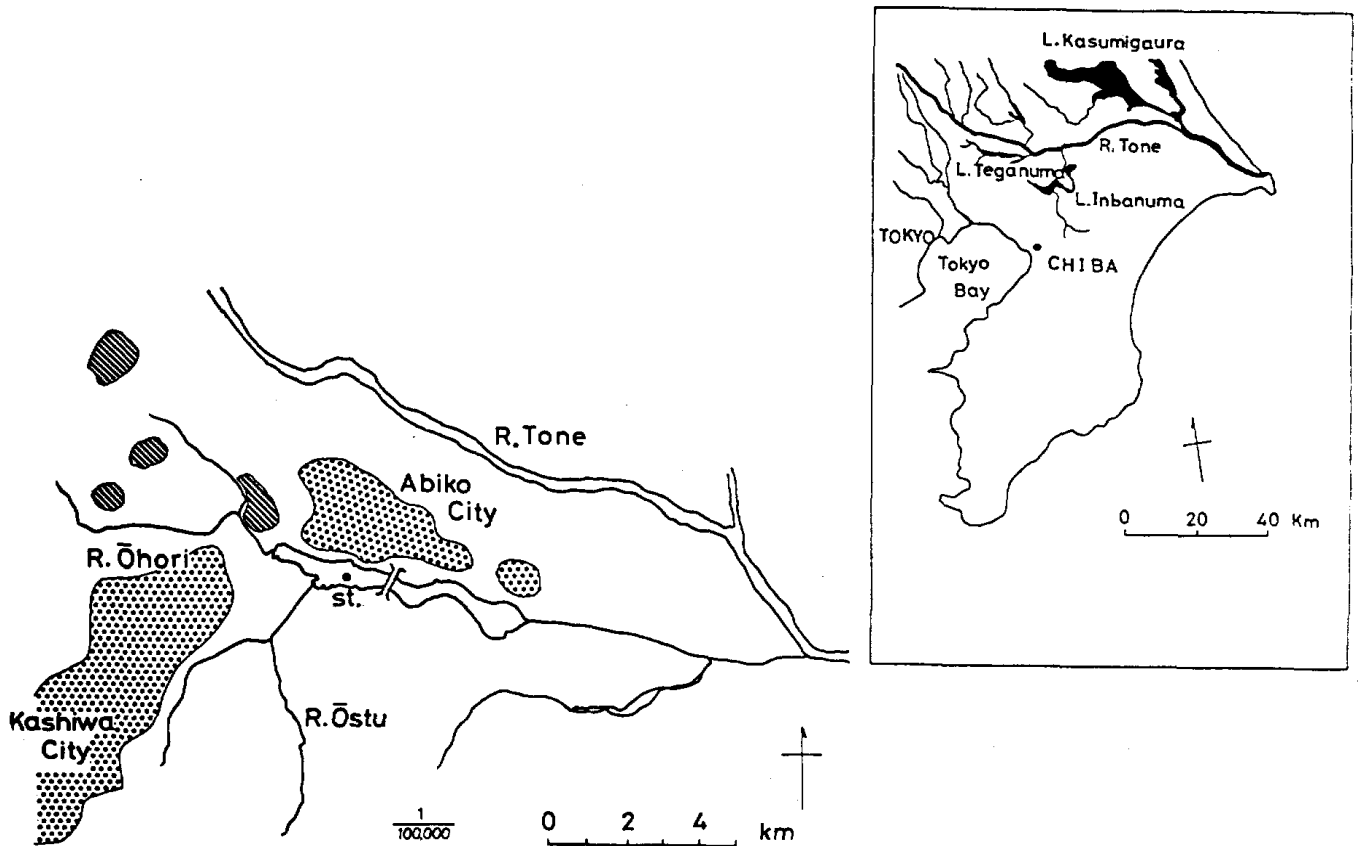 L.Kasumigaura
R.Tone
L.Teganuma
L.Inbanuma
TOKYO
Tokyo
Bay
CHIBA
0 20 40 Km
R.Tone
Abiko
City
R.Ōhori
st.
Kashiwa
City
R.Ōstu
1
100,000
0 2 4 km